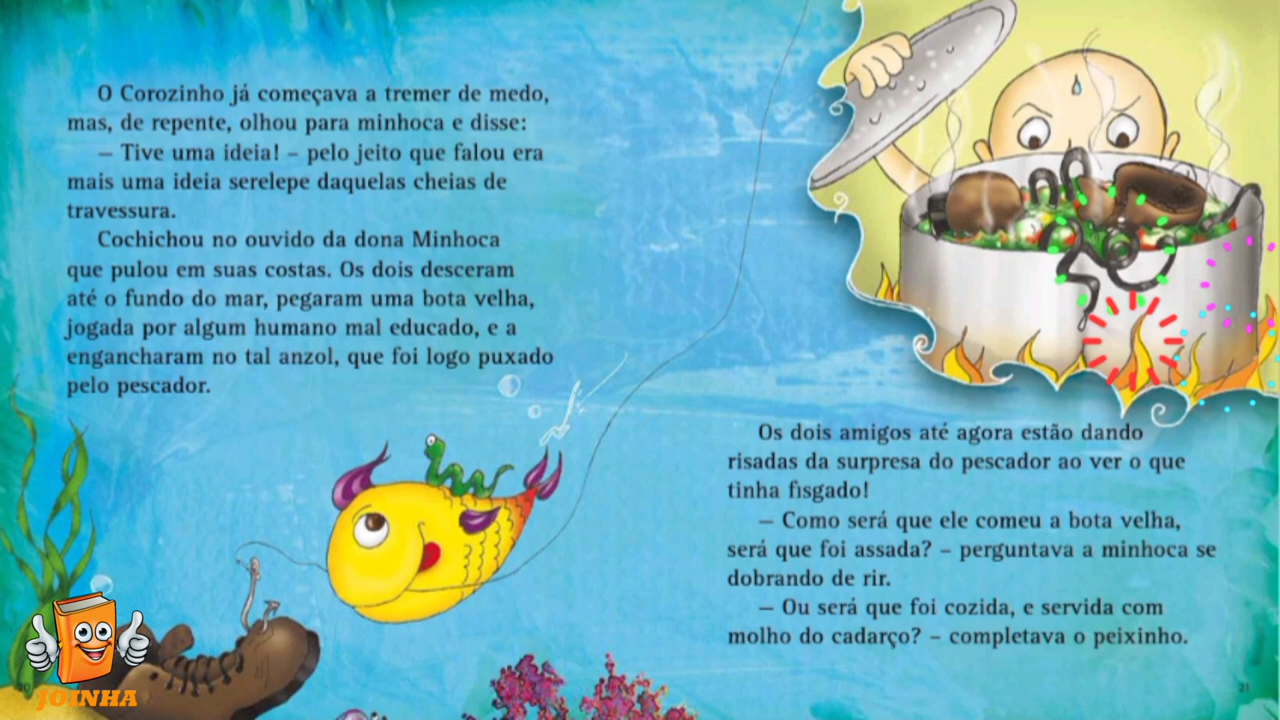 O Corozinho já começava a tremer de medo,
mas, de repente, olhou para minhoca e disse:
– Tive uma ideia! – pelo jeito que falou era
mais uma ideia serelepe daquelas cheias de
travessura.
Cochichou no ouvido da dona Minhoca
que pulou em suas costas. Os dois desceram
até o fundo do mar, pegaram uma bota velha,
jogada por algum humano mal educado, e a
engancharam no tal anzol, que foi logo puxado
pelo pescador.
Os dois amigos até agora estão dando
risadas da surpresa do pescador ao ver o que
tinha fisgado!
– Como será que ele comeu a bota velha,
será que foi assada? – perguntava a minhoca se
dobrando de rir.
– Ou será que foi cozida, e servida com
molho do cadarço? – completava o peixinho.
20
JOINHA
21